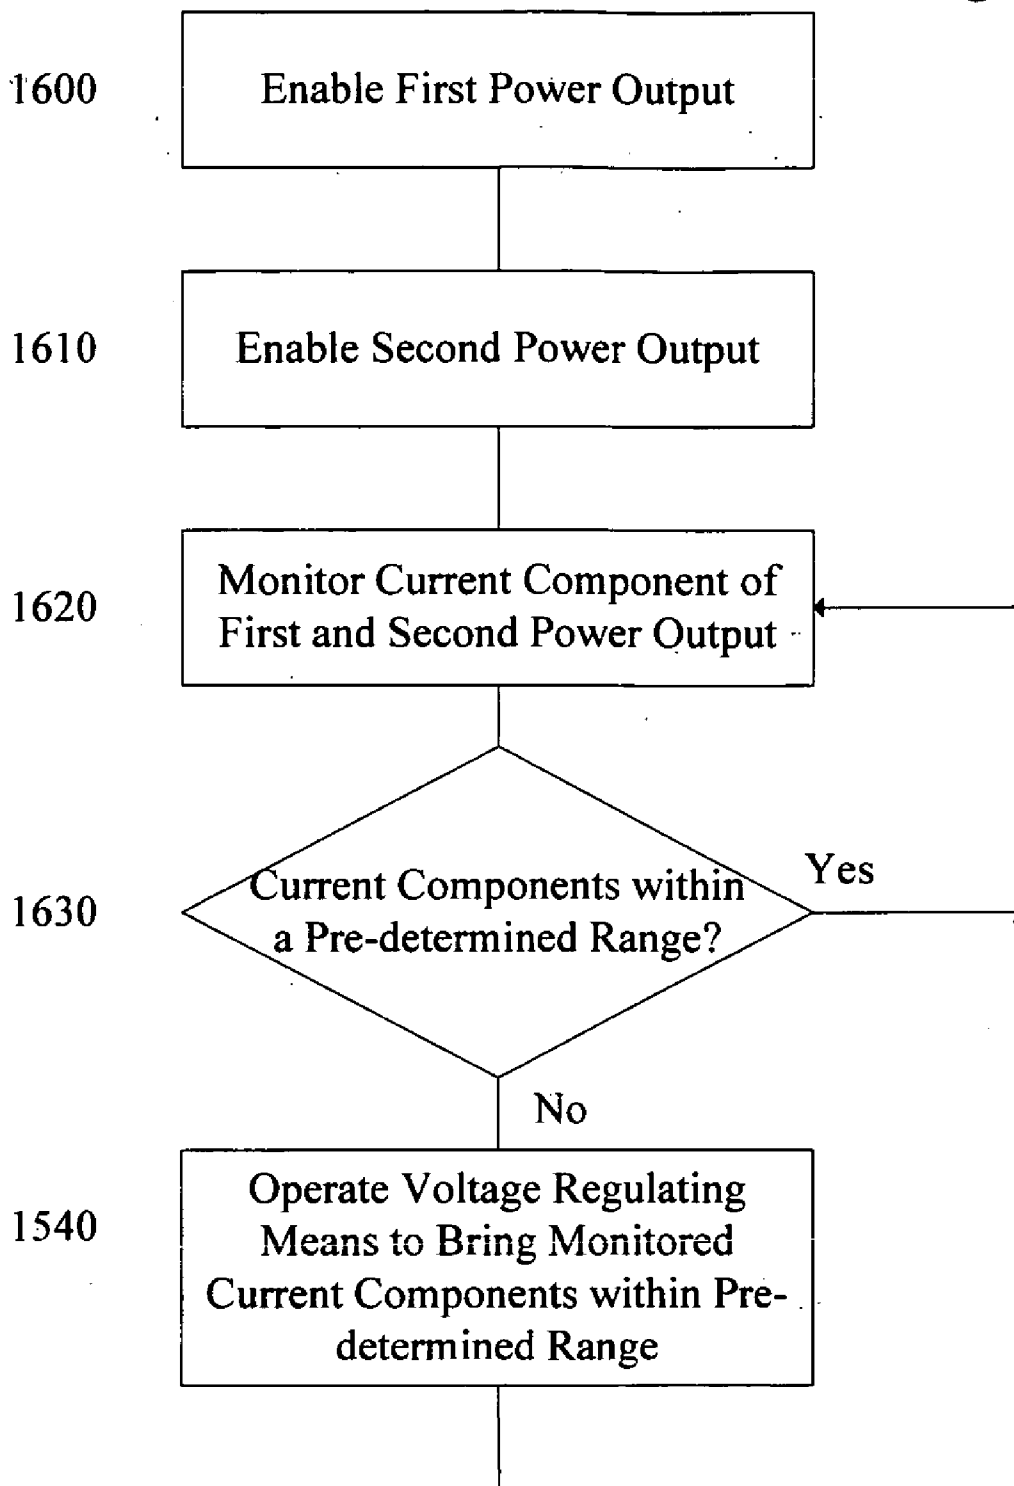 1600
Enable First Power Output
1610
Enable Second Power Output
1620
Monitor Current Component of
First and Second Power Output
1630
Current Components within
a Pre-determined Range?
Yes
No
1540
Operate Voltage Regulating
Means to Bring Monitored
Current Components within Pre-
determined Range